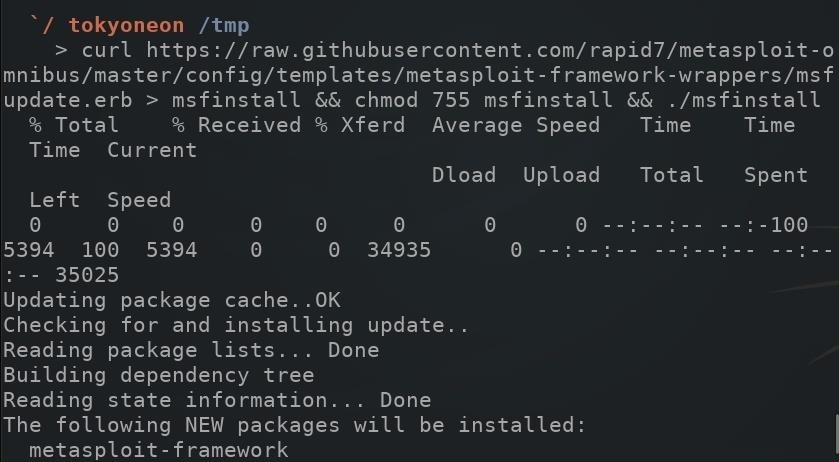 `/ tokyoneon /tmp
> curl https://raw.githubusercontent.com/rapid7/metasploit-o
mnibus/master/config/templates/metasploit-framework-wrappers/msf
update.erb > msfinstall && chmod 755 msfinstall && ./msfinstall
% Total    % Received % Xferd  Average Speed   Time    Time
Time  Current
Dload  Upload   Total   Spent
Left  Speed
0     0    0     0    0     0      0      0 --:--:-- --:-100
5394  100  5394    0     0  34935      0 --:--:-- --:--:-- --:--
:-- 35025
Updating package cache..OK
Checking for and installing update..
Reading package lists... Done
Building dependency tree
Reading state information... Done
The following NEW packages will be installed:
metasploit-framework